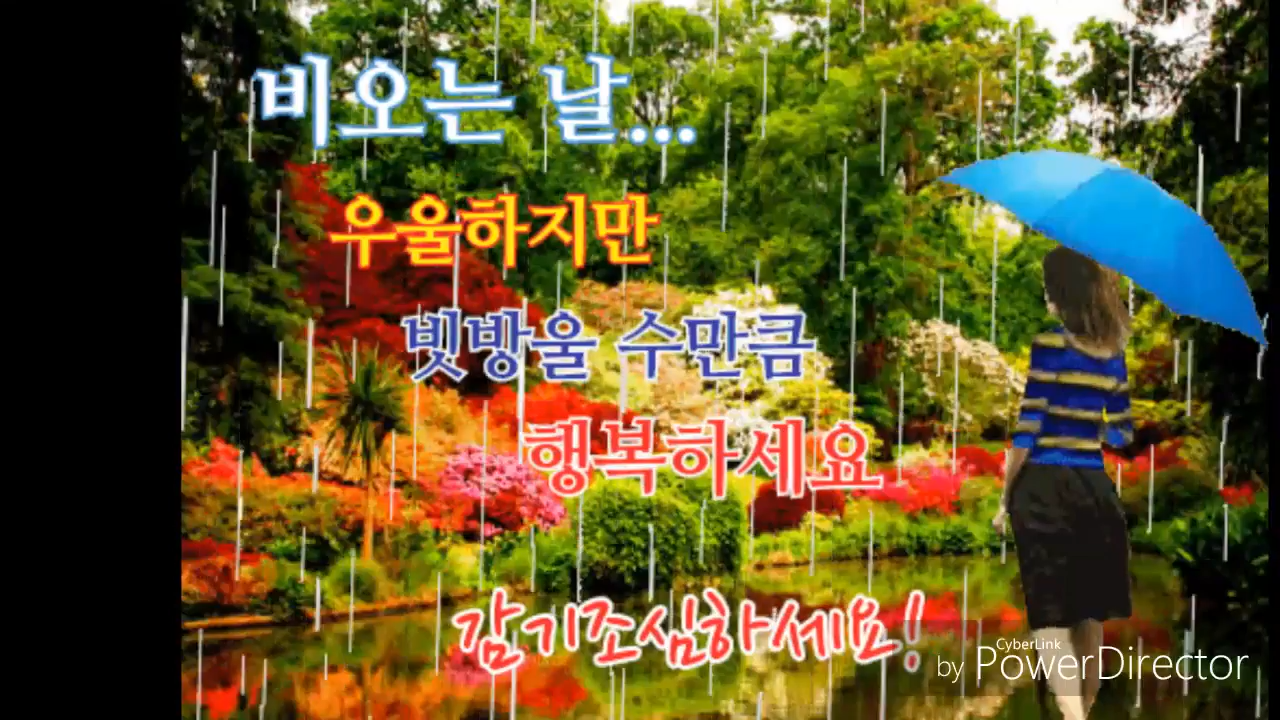 비오는 날...
우울하지만
빗방울 수만큼
행복하세요
감기조심하세요!
CyberLink
by PowerDirector